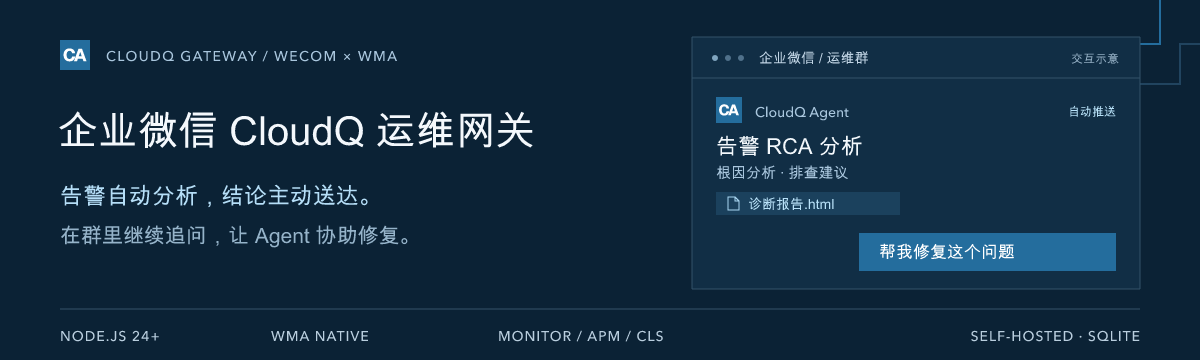 CA CLOUDQ GATEWAY / WECOM × WMA
企业微信 CloudQ 运维网关
告警自动分析，结论主动送达。
在群里继续追问，让 Agent 协助修复。
企业微信 / 运维群 交互示意
CA CloudQ Agent 自动推送
告警 RCA 分析
根因分析 · 排查建议
诊断报告.html
帮我修复这个问题
NODE.JS 24+ WMA NATIVE MONITOR / APM / CLS SELF-HOSTED · SQLITE